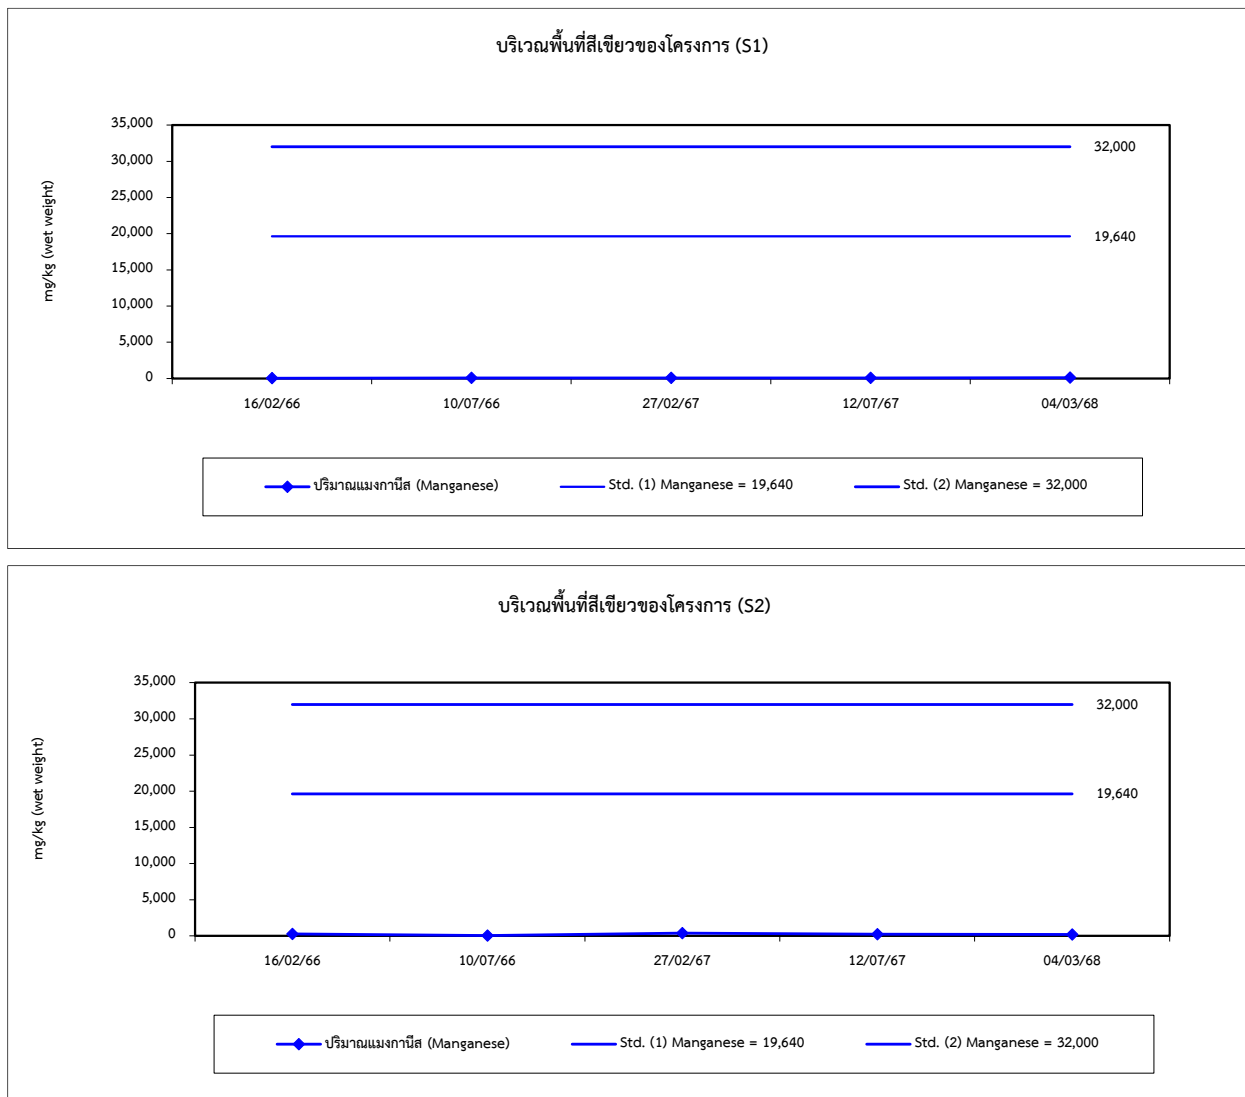 บริเวณพื้นที่สีเขียวของโครงการ (S1)
mg/kg (wet weight)
35,000
30,000
25,000
20,000
15,000
10,000
5,000
0
32,000
19,640
16/02/66 10/07/66 27/02/67 12/07/67 04/03/68
ปริมาณแมงกานีส (Manganese) Std. (1) Manganese = 19,640 Std. (2) Manganese = 32,000
บริเวณพื้นที่สีเขียวของโครงการ (S2)
mg/kg (wet weight)
35,000
30,000
25,000
20,000
15,000
10,000
5,000
0
32,000
19,640
16/02/66 10/07/66 27/02/67 12/07/67 04/03/68
ปริมาณแมงกานีส (Manganese) Std. (1) Manganese = 19,640 Std. (2) Manganese = 32,000